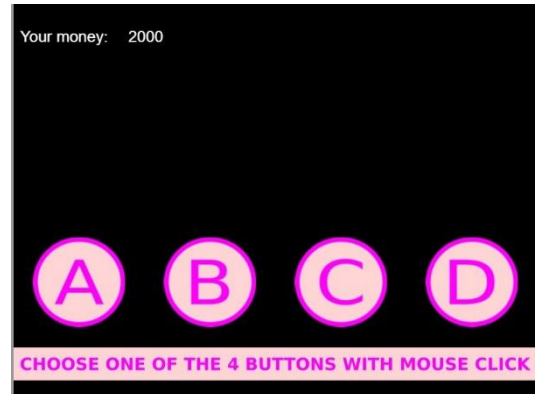 Your money: 2000
A B C D
CHOOSE ONE OF THE 4 BUTTONS WITH MOUSE CLICK